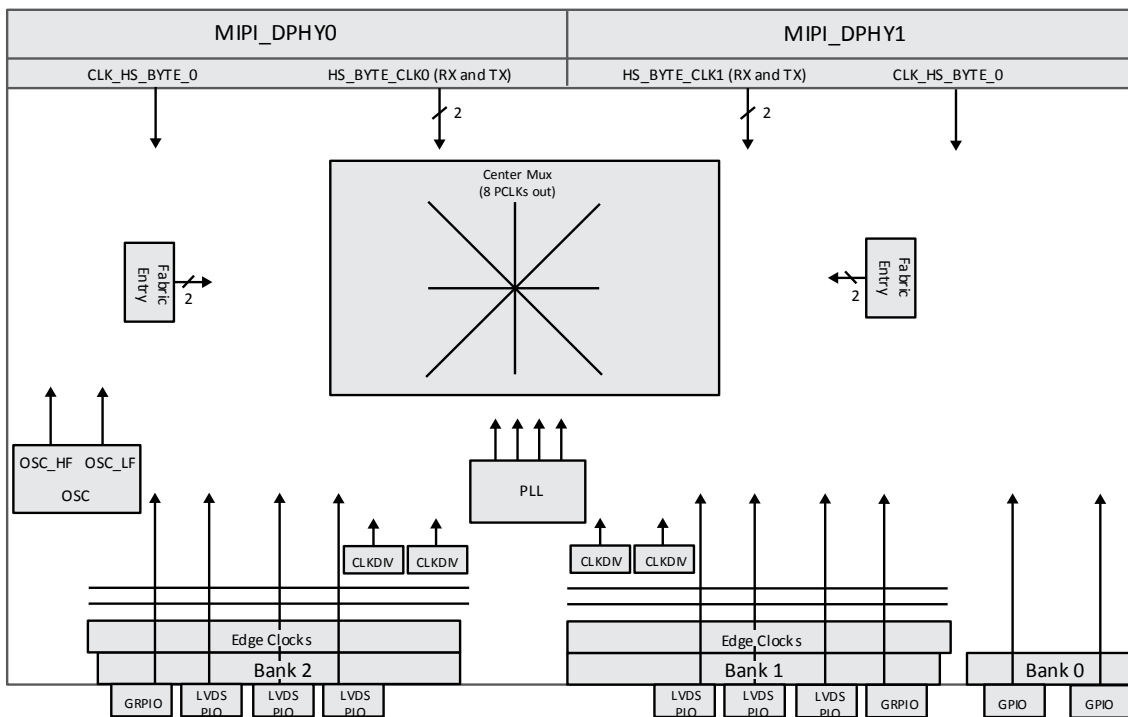 MIPI_DPHY0
MIPI_DPHY1
CLK_HS_BYTE_0
HS_BYTE_CLK0 (RX and TX)
HS_BYTE_CLK1 (RX and TX)
CLK_HS_BYTE_0
2
2
Center Mux
(8 PCLKs out)
Fabric
Entry
2
Fabric
Entry
2
OSC_HF
OSC_LF
OSC
PLL
CLKDIV
CLKDIV
CLKDIV
CLKDIV
Edge Clocks
Edge Clocks
Bank 2
Bank 1
Bank 0
GRPIO
LVDS
PIO
LVDS
PIO
LVDS
PIO
LVDS
PIO
LVDS
PIO
LVDS
PIO
GRPIO
GPIO
GPIO